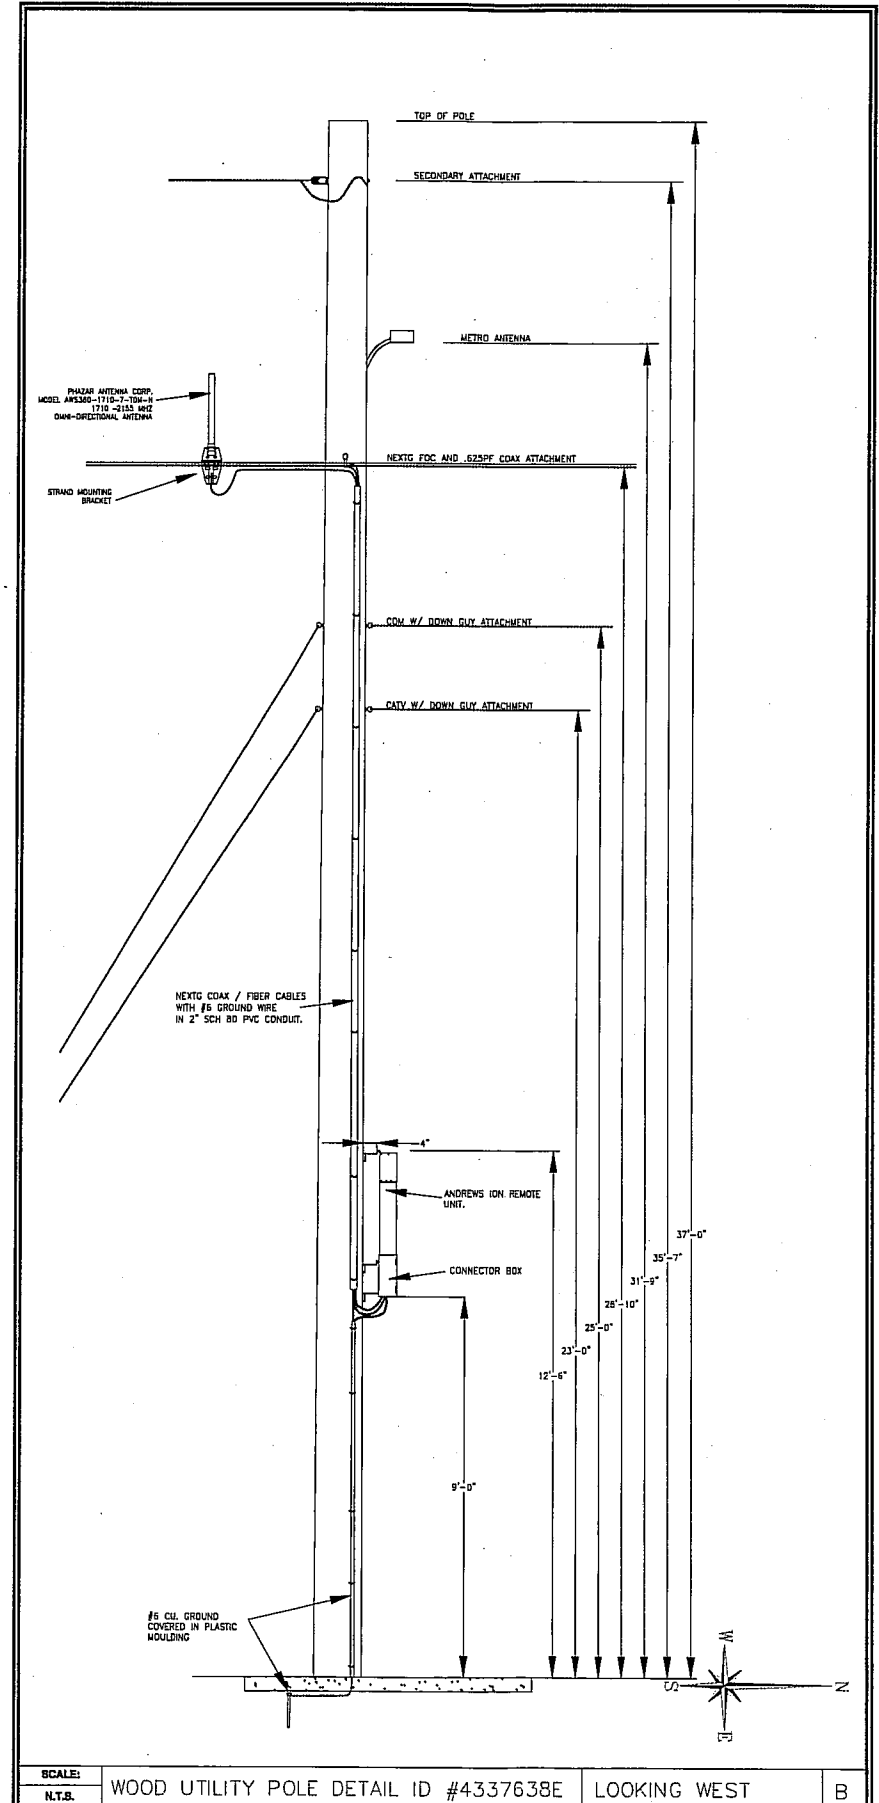 TOP OF POLE
SECONDARY ATTACHMENT
METRO ANTENNA
PHAZAR ANTENNA CORP.
MODEL AWS360-1710-7-T0M-N
1710 -2155 MHZ
OMNI-DIRECTIONAL ANTENNA
NEXTG FOC AND .625PF COAX ATTACHMENT
STRAND MOUNTING
BRACKET
COM W/ DOWN GUY ATTACHMENT
CATV W/ DOWN GUY ATTACHMENT
NEXTG COAX / FIBER CABLES
WITH #6 GROUND WIRE
IN 2" SCH 80 PVC CONDUIT.
4"
ANDREWS ION REMOTE
UNIT.
CONNECTOR BOX
37'-0"
35'-7"
31'-9"
28'-10"
25'-0"
23'-0"
12'-6"
9'-0"
#6 CU. GROUND
COVERED IN PLASTIC
MOULDING
W
S
N
E
SCALE:
N.T.S.
WOOD UTILITY POLE DETAIL ID #4337638E
LOOKING WEST
B